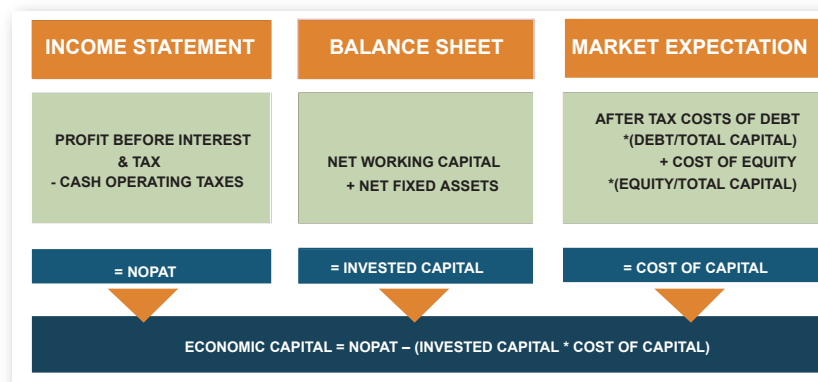 INCOME STATEMENT
BALANCE SHEET
MARKET EXPECTATION
PROFIT BEFORE INTEREST
& TAX
- CASH OPERATING TAXES
NET WORKING CAPITAL
+ NET FIXED ASSETS
AFTER TAX COSTS OF DEBT
*(DEBT/TOTAL CAPITAL)
+ COST OF EQUITY
*(EQUITY/TOTAL CAPITAL)
= NOPAT
= INVESTED CAPITAL
= COST OF CAPITAL
ECONOMIC CAPITAL = NOPAT – (INVESTED CAPITAL * COST OF CAPITAL)